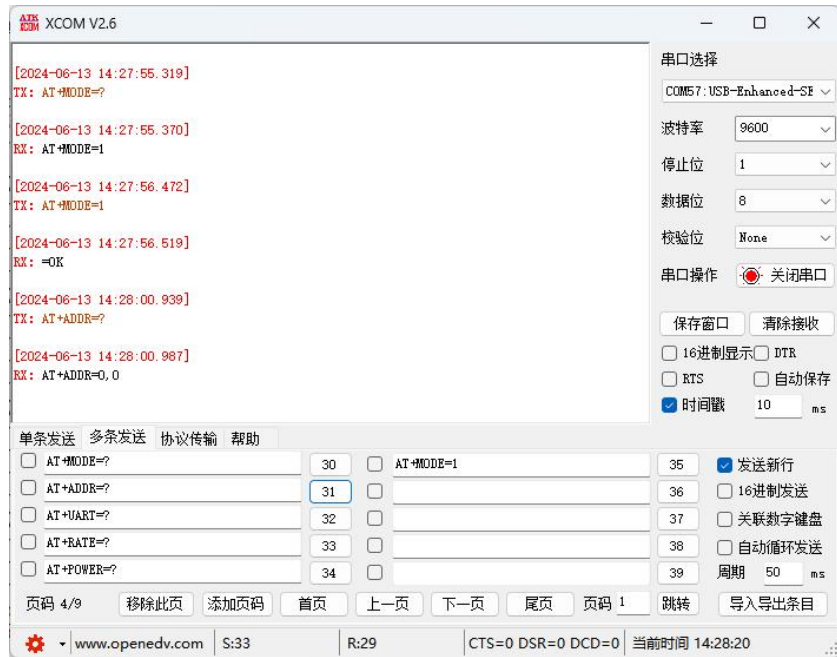 ATK XCOM XCOM V2.6
[2024-06-13 14:27:55.319]
TX: AT+MODE=?
[2024-06-13 14:27:55.370]
RX: AT+MODE=1
[2024-06-13 14:27:56.472]
TX: AT+MODE=1
[2024-06-13 14:27:56.519]
RX: =OK
[2024-06-13 14:28:00.939]
TX: AT+ADDR=?
[2024-06-13 14:28:00.987]
RX: AT+ADDR=0,0
串口选择
COM57:USB-Enhanced-SE
波特率 9600
停止位 1
数据位 8
校验位 None
串口操作 关闭串口
保存窗口 清除接收
16进制显示 DTR
RTS 自动保存
时间戳 10 ms
单条发送 多条发送 协议传输 帮助
AT+MODE=? 30 AT+MODE=1 35 发送新行
AT+ADDR=? 31 36 16进制发送
AT+UART=? 32 37 关联数字键盘
AT+RATE=? 33 38 自动循环发送
AT+POWER=? 34 39 周期 50 ms
页码 4/9 移除此页 添加页码 首页 上一页 下一页 尾页 页码 1 跳转 导入导出条目
www.openedv.com S:33 R:29 CTS=0 DSR=0 DCD=0 当前时间 14:28:20